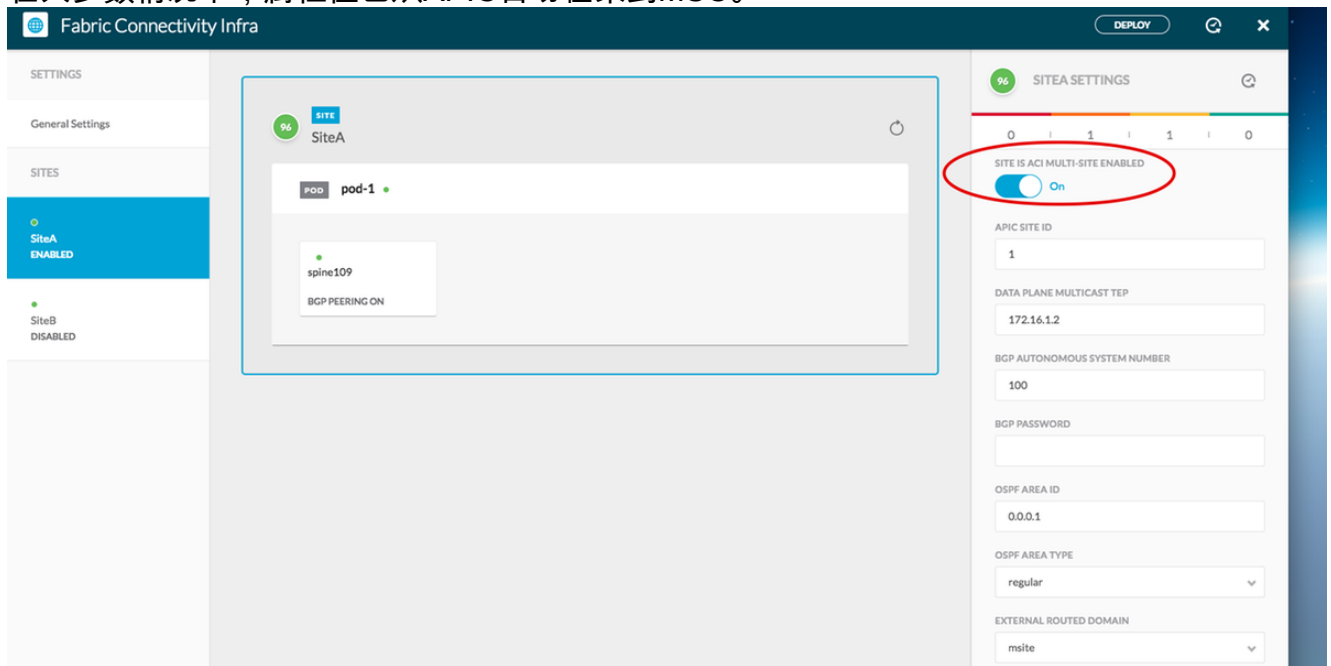 Fabric Connectivity Infra
DEPLOY
SETTINGS
General Settings
SITES
SiteA
ENABLED
SiteB
DISABLED
96
SITE
SiteA
POD pod-1
spine109
BGP PEERING ON
96 SITEA SETTINGS
0 1 1 0
SITE IS ACI MULTI-SITE ENABLED
On
APIC SITE ID
1
DATA PLANE MULTICAST TEP
172.16.1.2
BGP AUTONOMOUS SYSTEM NUMBER
100
BGP PASSWORD
OSPF AREA ID
0.0.0.1
OSPF AREA TYPE
regular
EXTERNAL ROUTED DOMAIN
msite